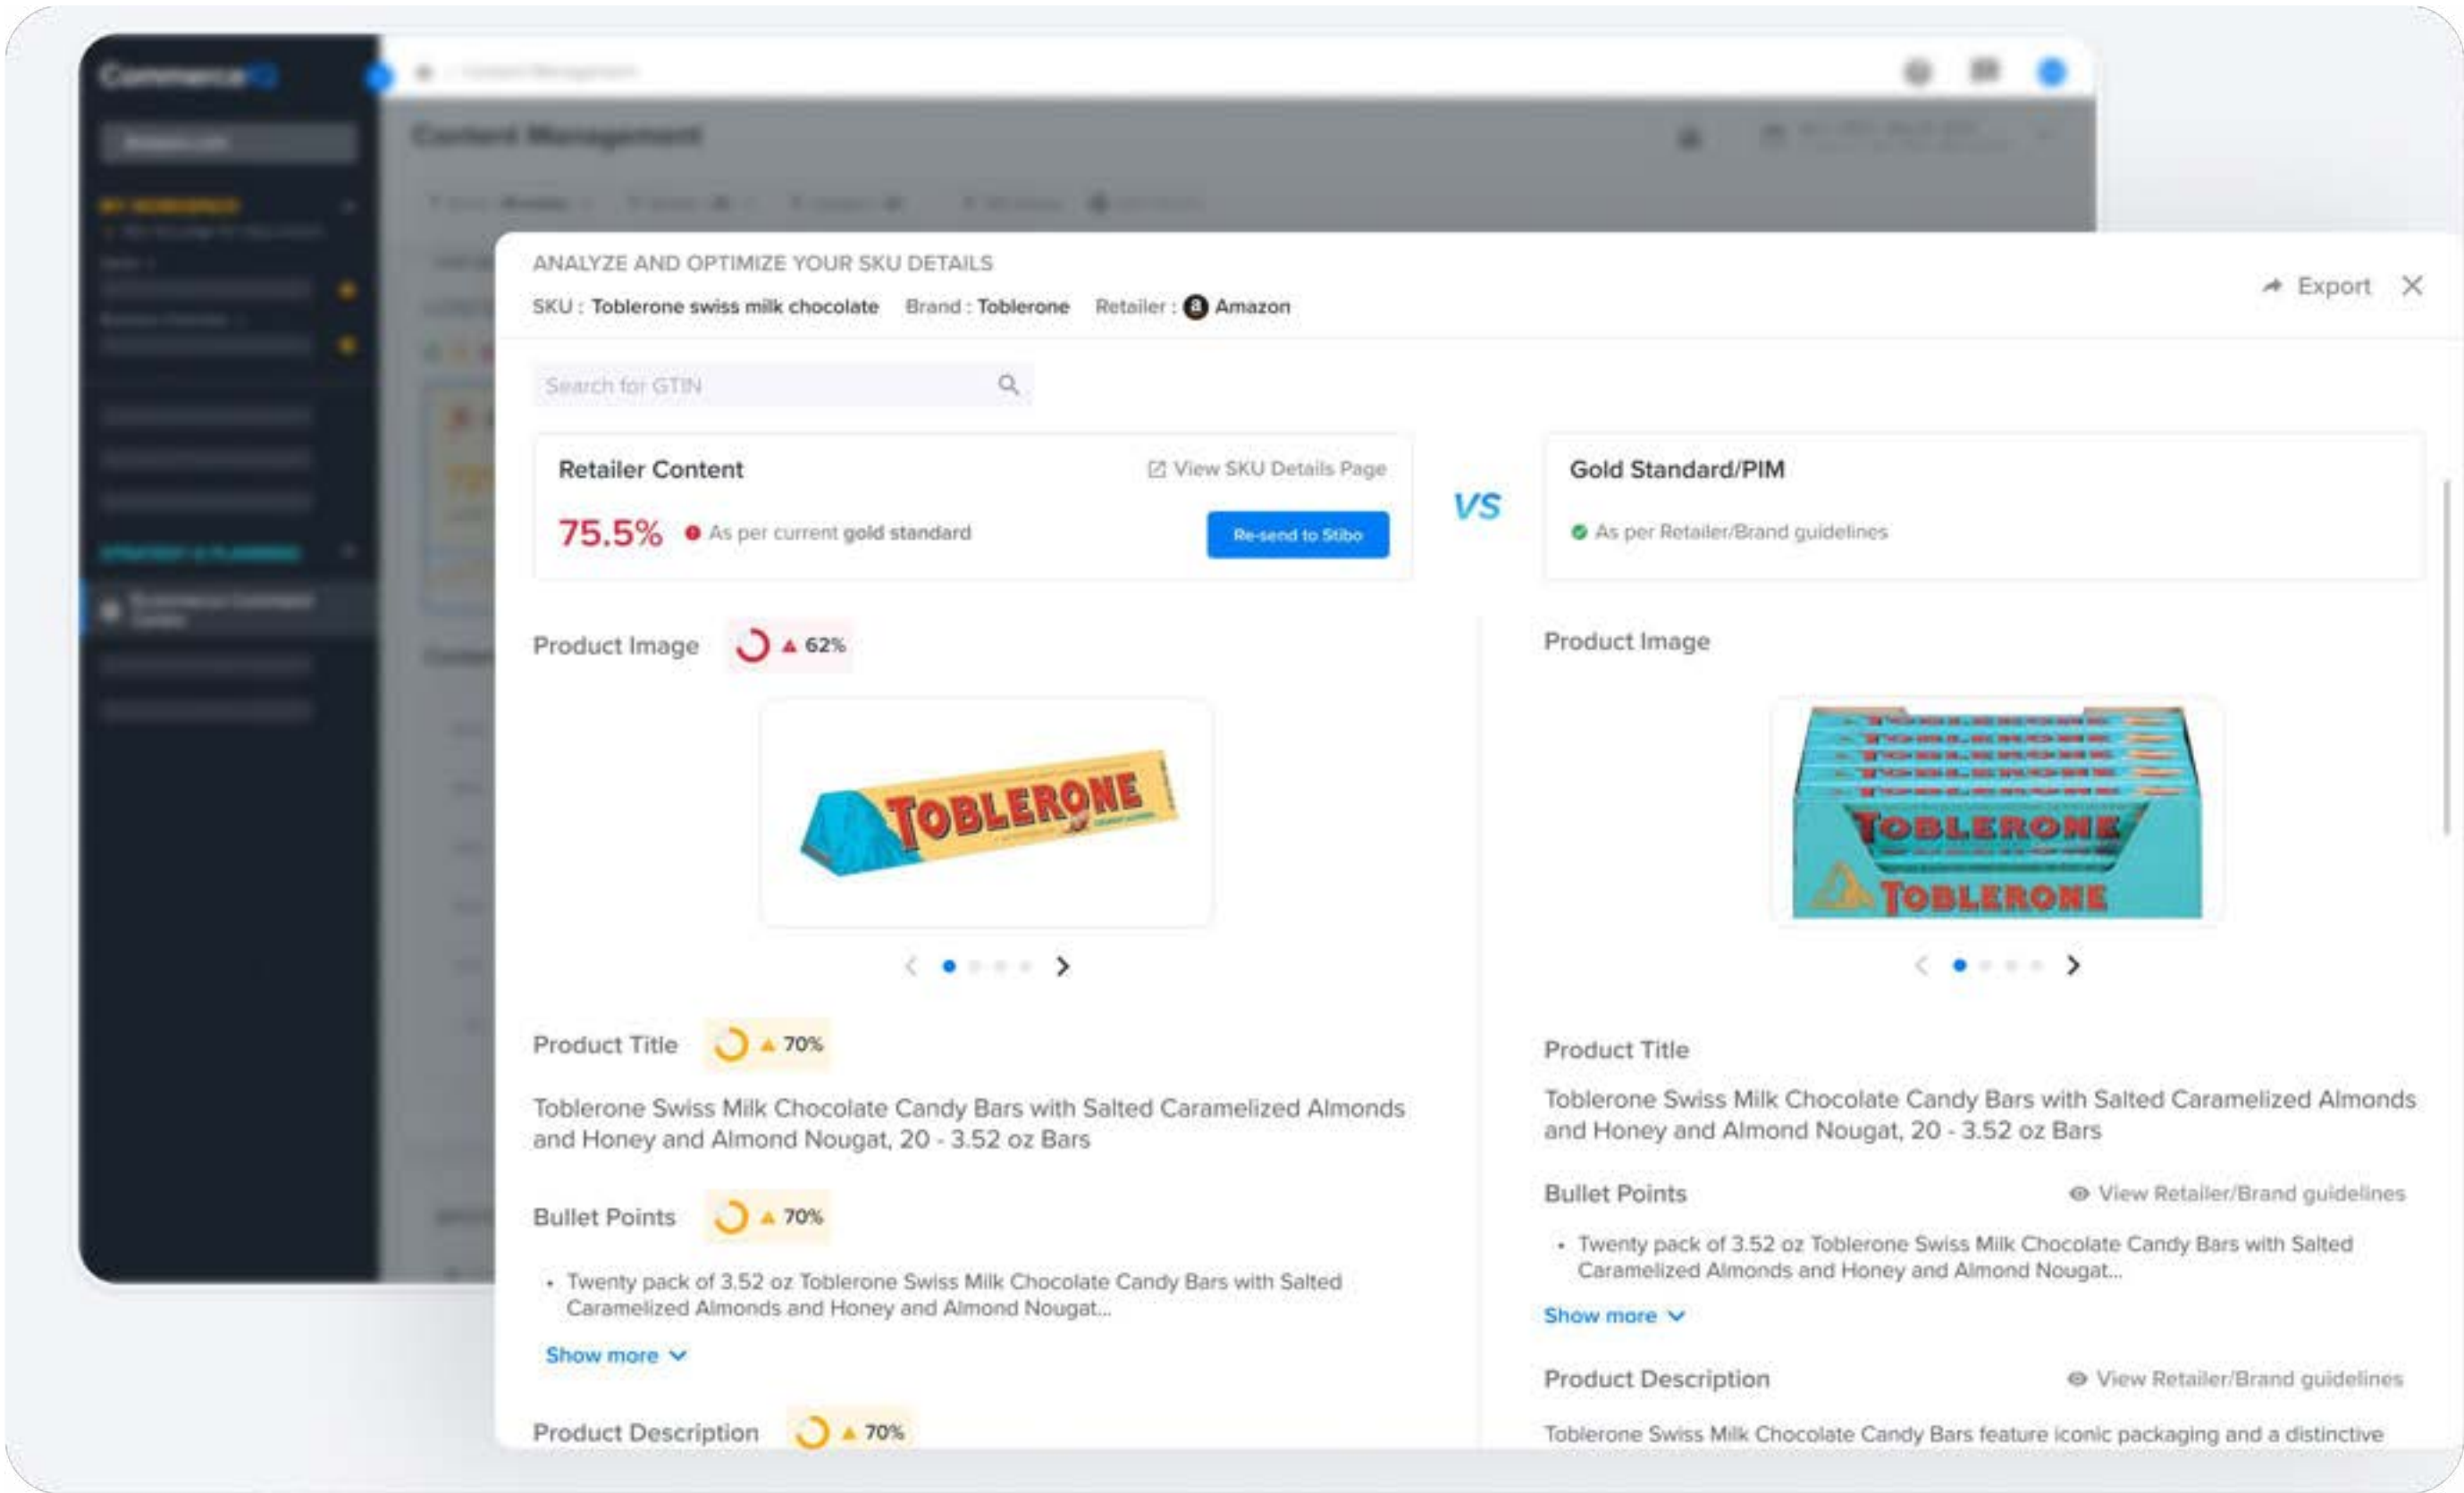 Commerce
Content Management
ANALYZE AND OPTIMIZE YOUR SKU DETAILS
Export
SKU : Toblerone swiss milk chocolate Brand : Toblerone Retailer : a Amazon
Search for GTIN
Retailer Content
View SKU Details Page
75.5% As per current gold standard
Re-send to Stibo
VS
Gold Standard/PIM
As per Retailer/Brand guidelines
Product Image 62%
TOBLERONE
Product Title 70%
Toblerone Swiss Milk Chocolate Candy Bars with Salted Caramelized Almonds
and Honey and Almond Nougat, 20 - 3.52 oz Bars
Bullet Points 70%
• Twenty pack of 3.52 oz Toblerone Swiss Milk Chocolate Candy Bars with Salted
Caramelized Almonds and Honey and Almond Nougat...
Show more
Product Description 70%
Product Image
TOBLERONE
TOBLERONE
TOBLERONE
TOBLERONE
TOBLERONE
TOBLERONE
TOBLERONE
Product Title
Toblerone Swiss Milk Chocolate Candy Bars with Salted Caramelized Almonds
and Honey and Almond Nougat, 20 - 3.52 oz Bars
Bullet Points
View Retailer/Brand guidelines
• Twenty pack of 3.52 oz Toblerone Swiss Milk Chocolate Candy Bars with Salted
Caramelized Almonds and Honey and Almond Nougat...
Show more
Product Description
View Retailer/Brand guidelines
Toblerone Swiss Milk Chocolate Candy Bars feature iconic packaging and a distinctive